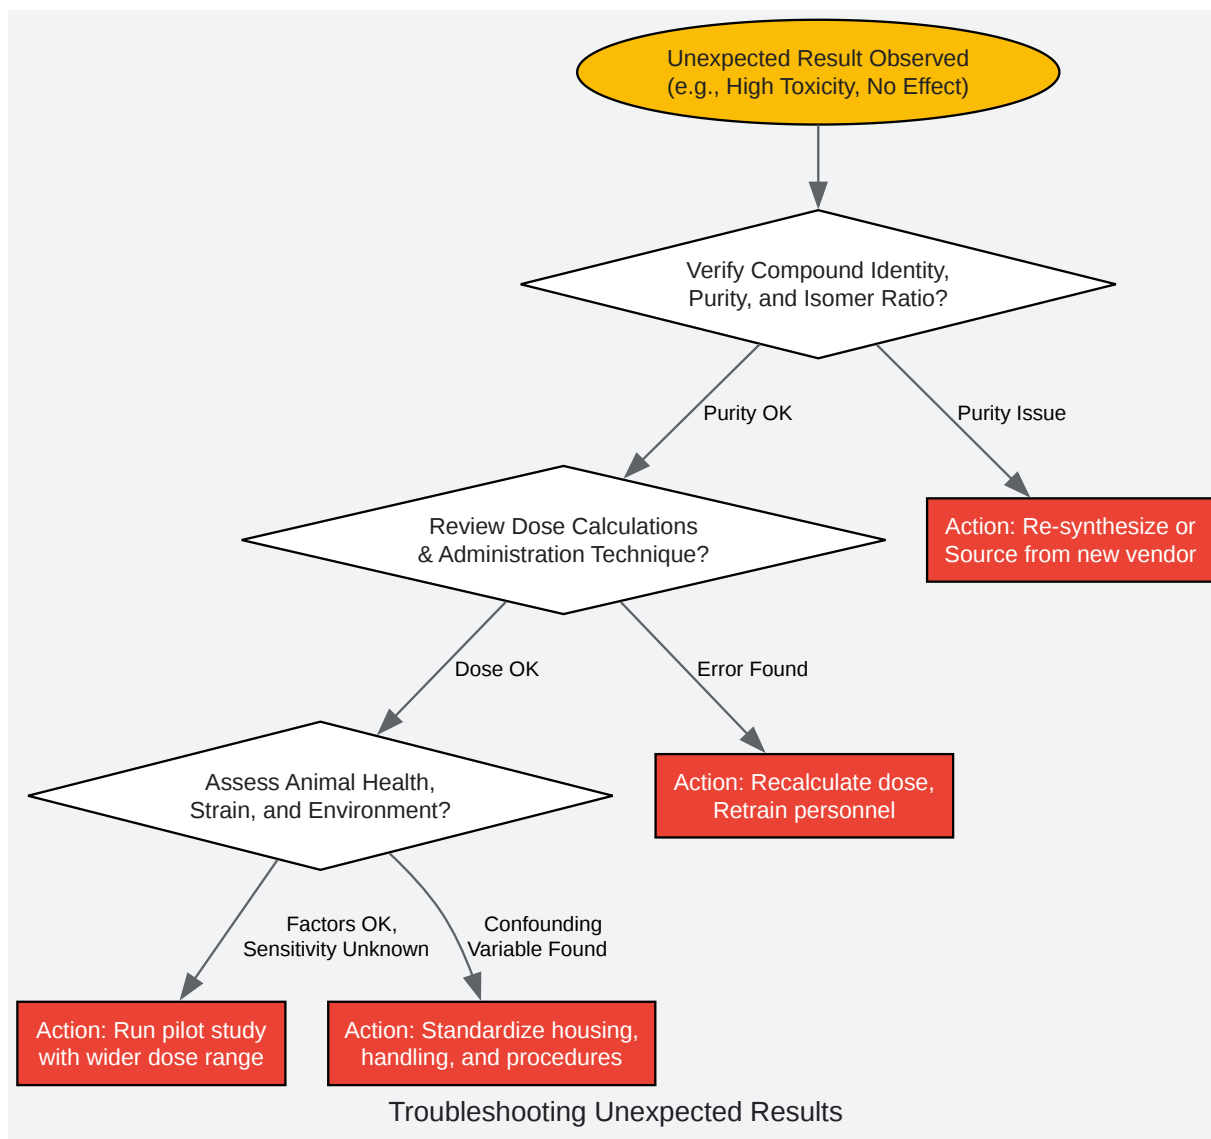 Unexpected Result Observed
(e.g., High Toxicity, No Effect)
Verify Compound Identity,
Purity, and Isomer Ratio?
Purity OK
Purity Issue
Review Dose Calculations
& Administration Technique?
Action: Re-synthesize or
Source from new vendor
Dose OK
Error Found
Assess Animal Health,
Strain, and Environment?
Action: Recalculate dose,
Retrain personnel
Factors OK,
Sensitivity Unknown
Confounding
Variable Found
Action: Run pilot study
with wider dose range
Action: Standardize housing,
handling, and procedures
Troubleshooting Unexpected Results